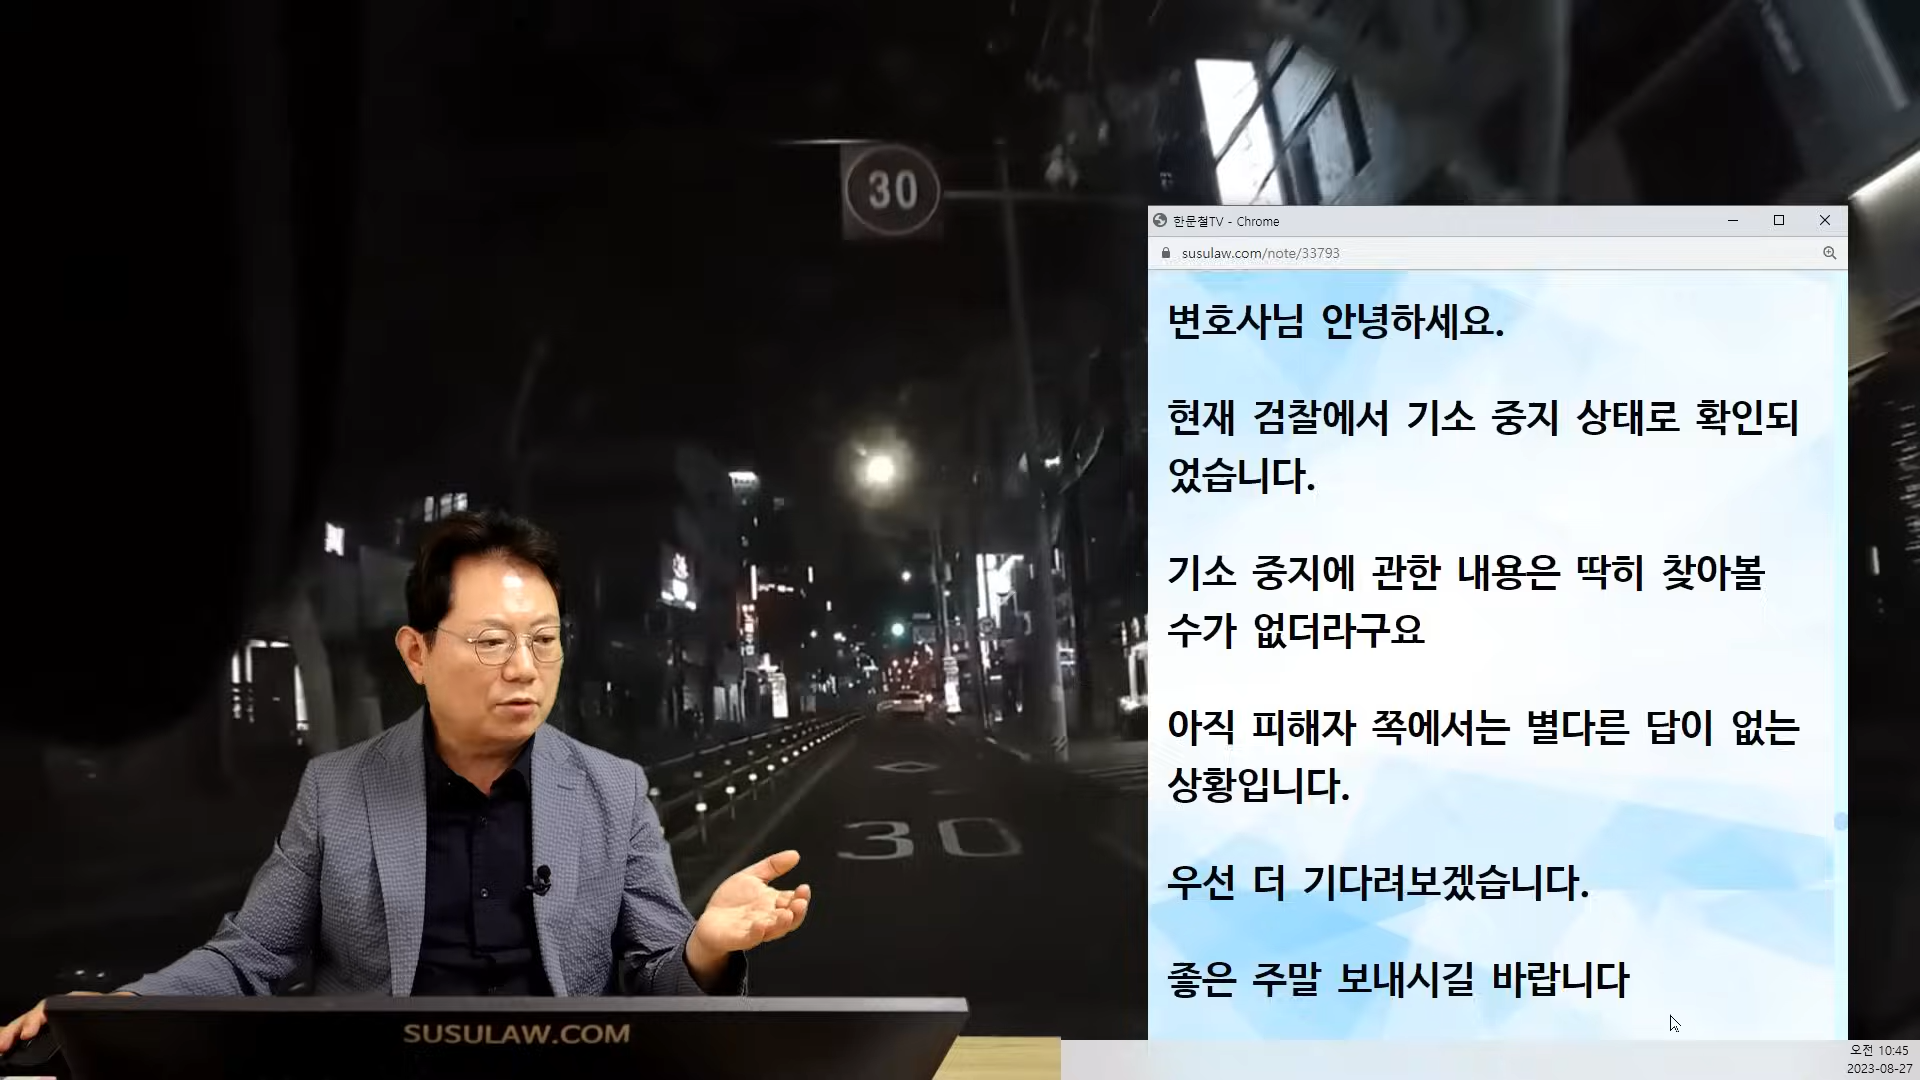 30
한문철TV - Chrome
susulaw.com/note/33793
변호사님 안녕하세요.
현재 검찰에서 기소 중지 상태로 확인되
었습니다.
기소 중지에 관한 내용은 딱히 찾아볼
수가 없더라구요
아직 피해자 쪽에서는 별다른 답이 없는
상황입니다.
우선 더 기다려보겠습니다.
좋은 주말 보내시길 바랍니다
30
SUSULAW.COM
오전 10:45
2023-08-27